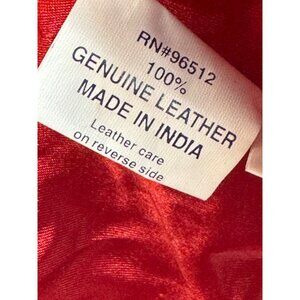 RN#96512
100%
GENUINE LEATHER
MADE IN INDIA
Leather care
on reverse side